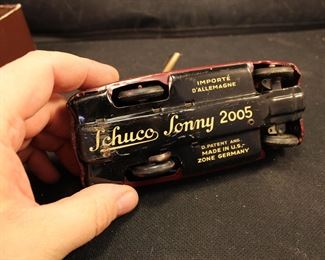 IMPORTÉ
D'ALLEMAGNE
Schuco Sonny 2005
D. PATENT ANG.
MADE IN U.S.-
ZONE GERMANY